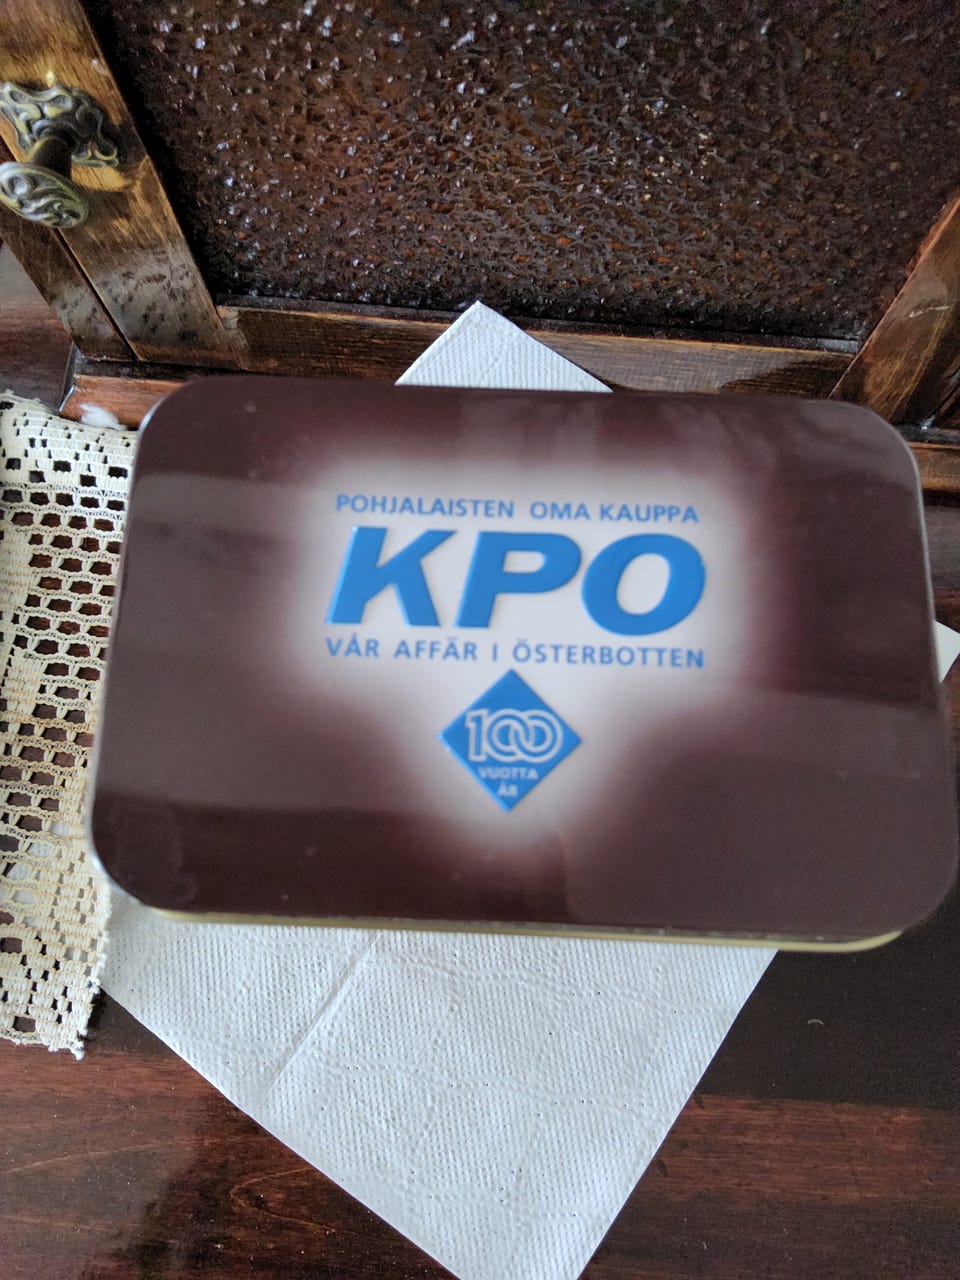 POHJALAISTEN OMA KAUPPA
KPO
VÅR AFFÄR I ÖSTERBOTTEN
100
VUOTTA
ÅR